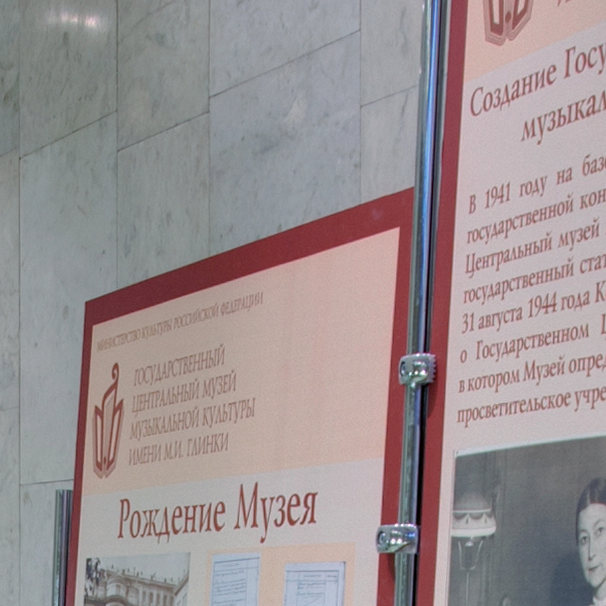 МИНИСТЕРСТВО КУЛЬТУРЫ РОССИЙСКОЙ ФЕДЕРАЦИИ
ГОСУДАРСТВЕННЫЙ
ЦЕНТРАЛЬНЫЙ МУЗЕЙ
МУЗЫКАЛЬНОЙ КУЛЬТУРЫ
ИМЕНИ М.И. ГЛИНКИ
Рождение Музея
Создание Госу
музыкал
В 1941 году на баз
государственной кон
Центральный музей
государственный стат
31 августа 1944 года К
о Государственном
в котором Музей опред
просветительское учре